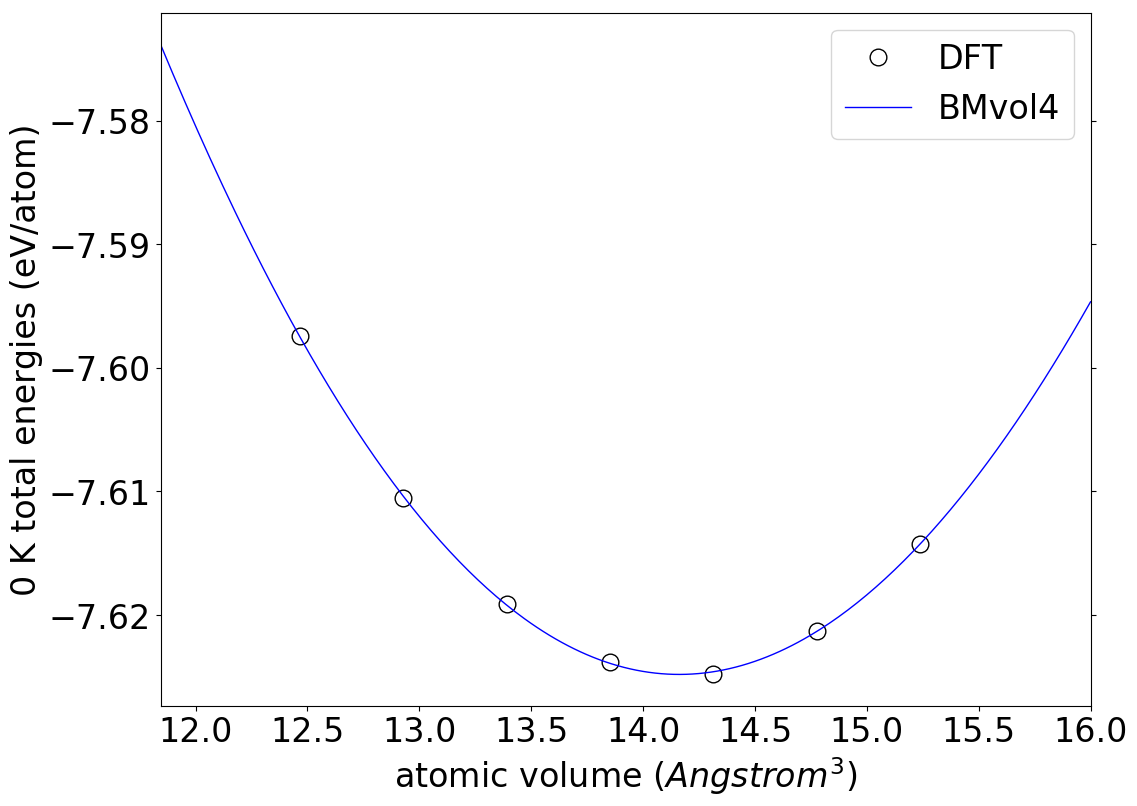 DFT
BMvol4
0 K total energies (eV/atom)
−7.58
−7.59
−7.60
−7.61
−7.62
12.0 12.5 13.0 13.5 14.0 14.5 15.0 15.5 16.0
atomic volume (Angstrom³)